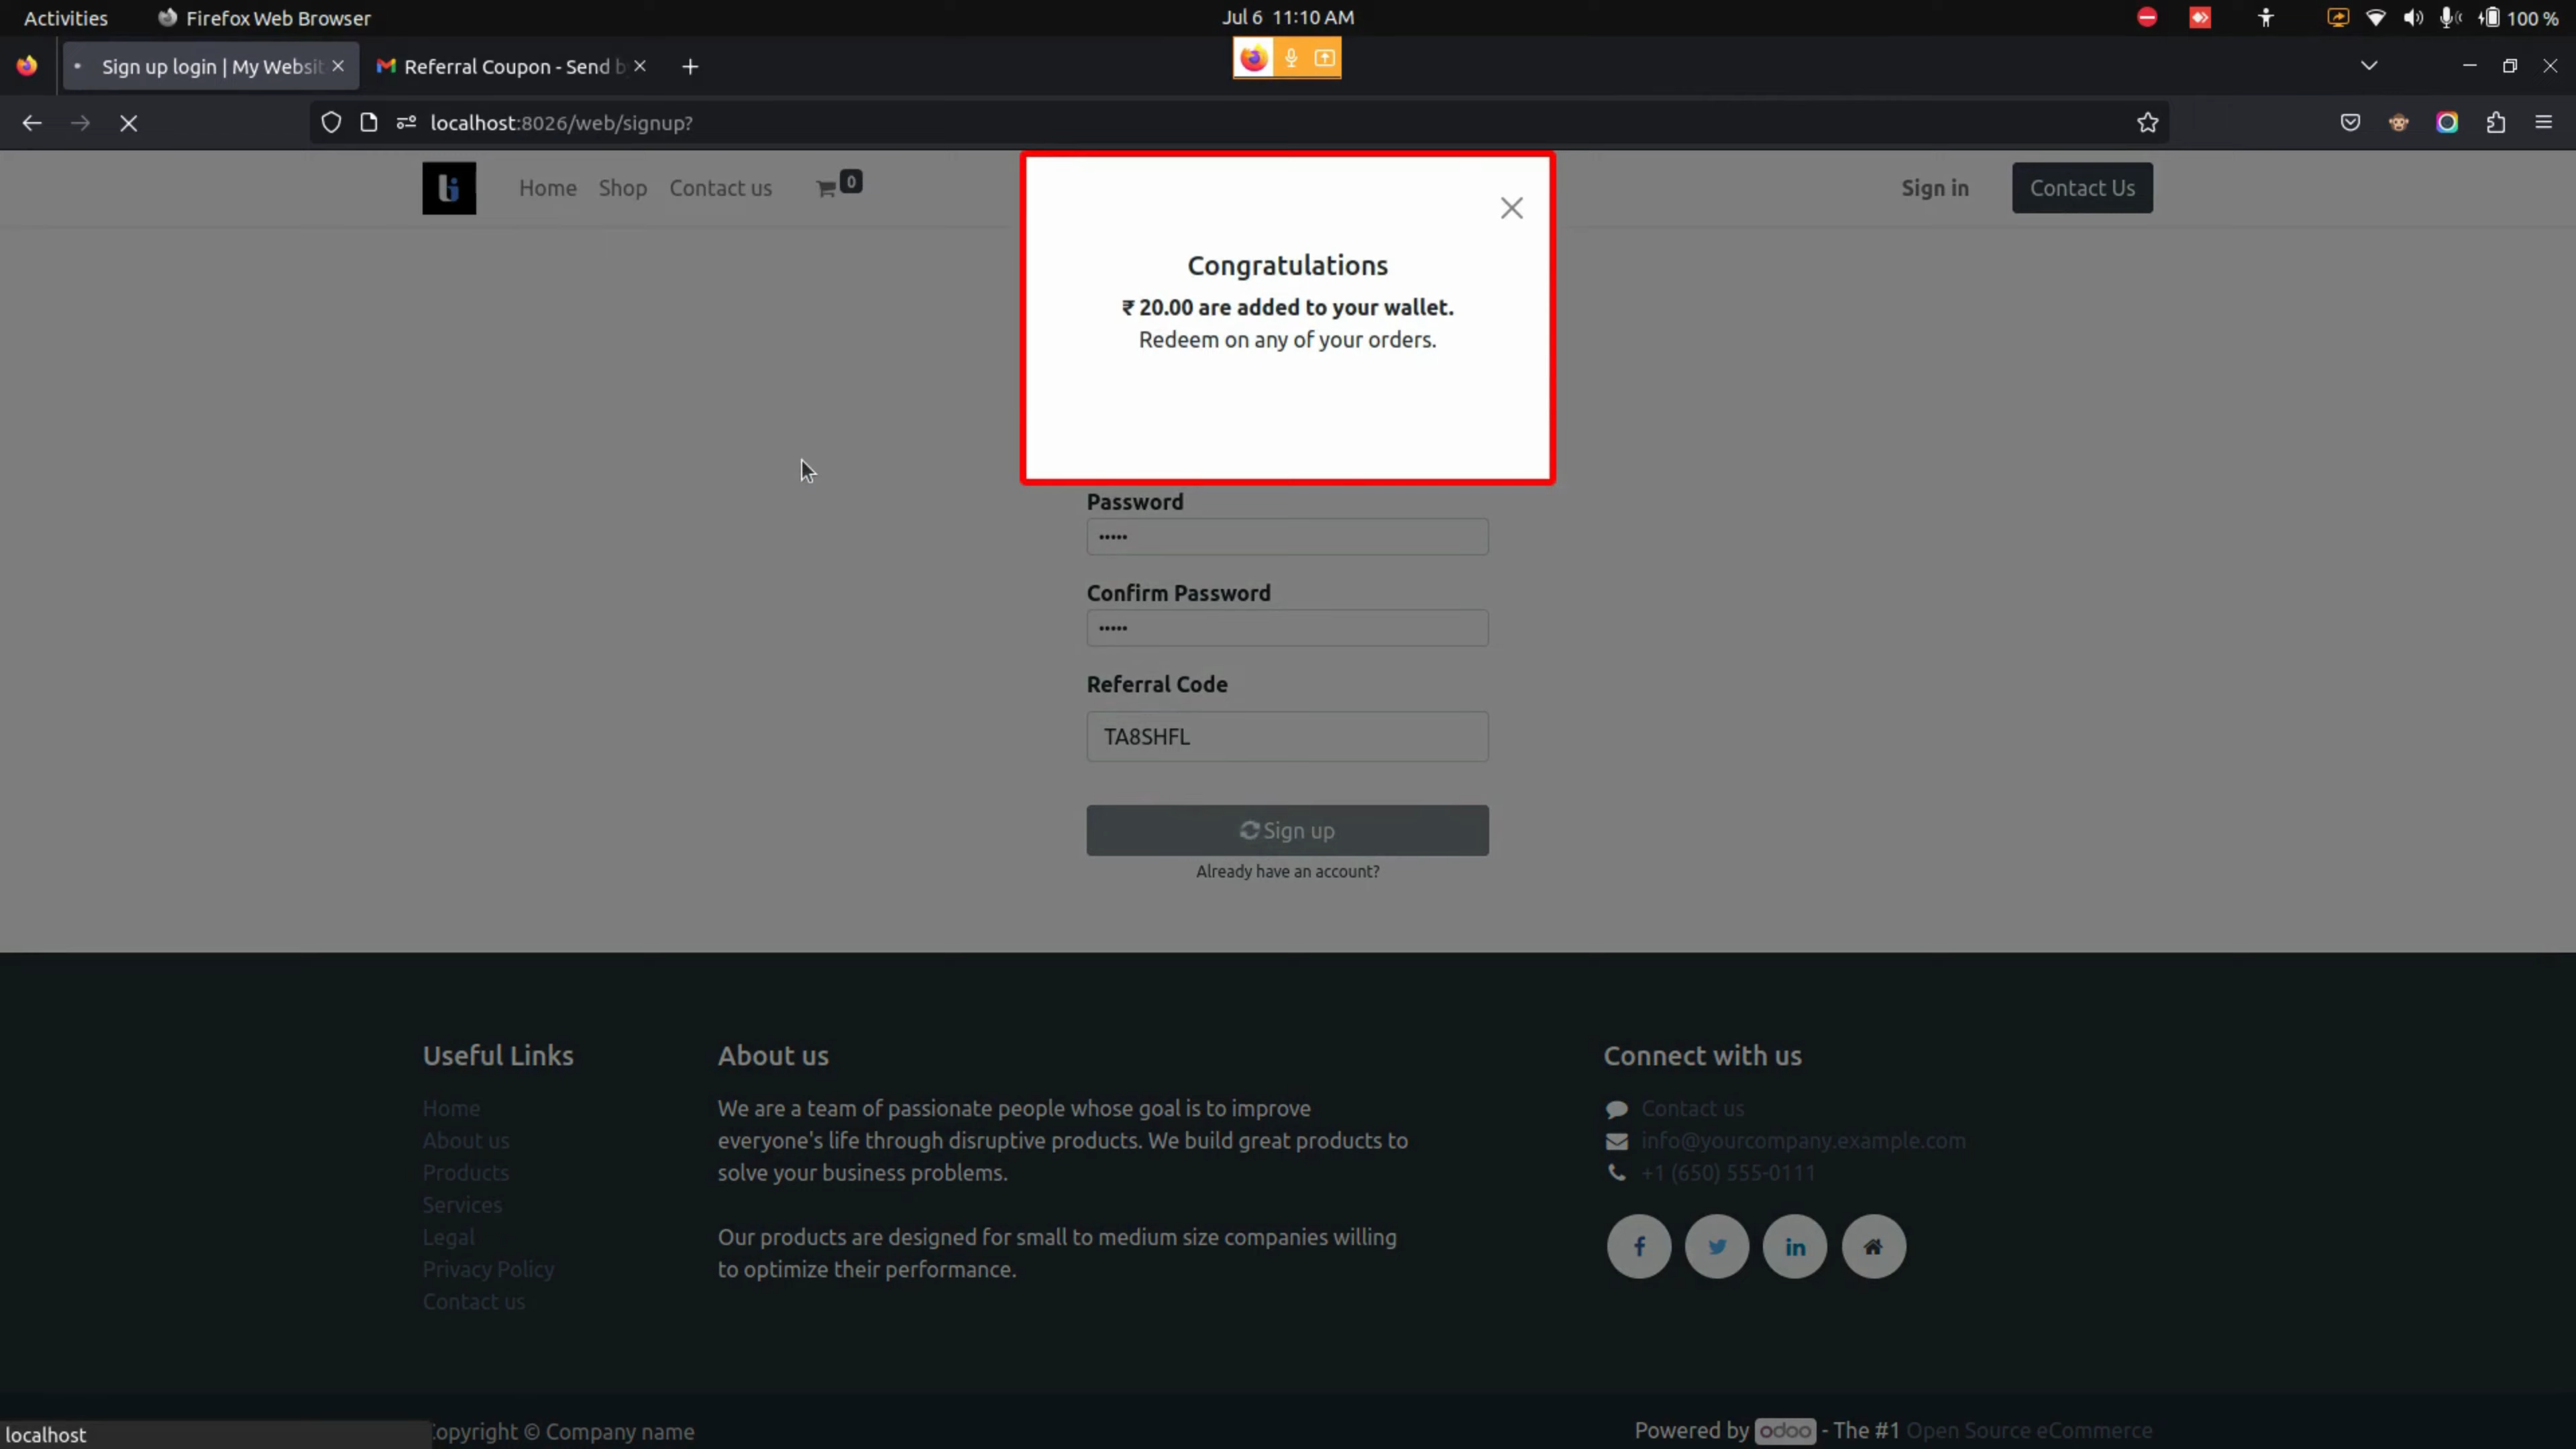 Activities
Firefox Web Browser
Jul 6 11:10 AM
100 %
Sign up login | My Websit
Referral Coupon - Send b
localhost:8026/web/signup?
Home
Shop
Contact us
0
Sign in
Contact Us
Congratulations
₹ 20.00 are added to your wallet.
Redeem on any of your orders.
Password
Confirm Password
Referral Code
TA8SHFL
Sign up
Already have an account?
Useful Links
Home
About us
Products
Services
Legal
Privacy Policy
Contact us
About us
We are a team of passionate people whose goal is to improve
everyone's life through disruptive products. We build great products to
solve your business problems.
Our products are designed for small to medium size companies willing
to optimize their performance.
Connect with us
Contact us
info@yourcompany.example.com
+1 (650) 555-0111
localhost
opyright © Company name
Powered by odoo - The #1 Open Source eCommerce